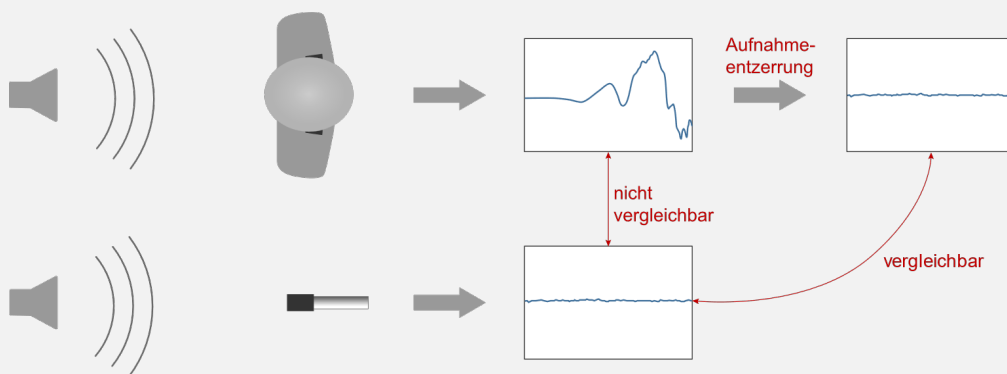 Aufnahme-
entzerrung
nicht
vergleichbar
vergleichbar